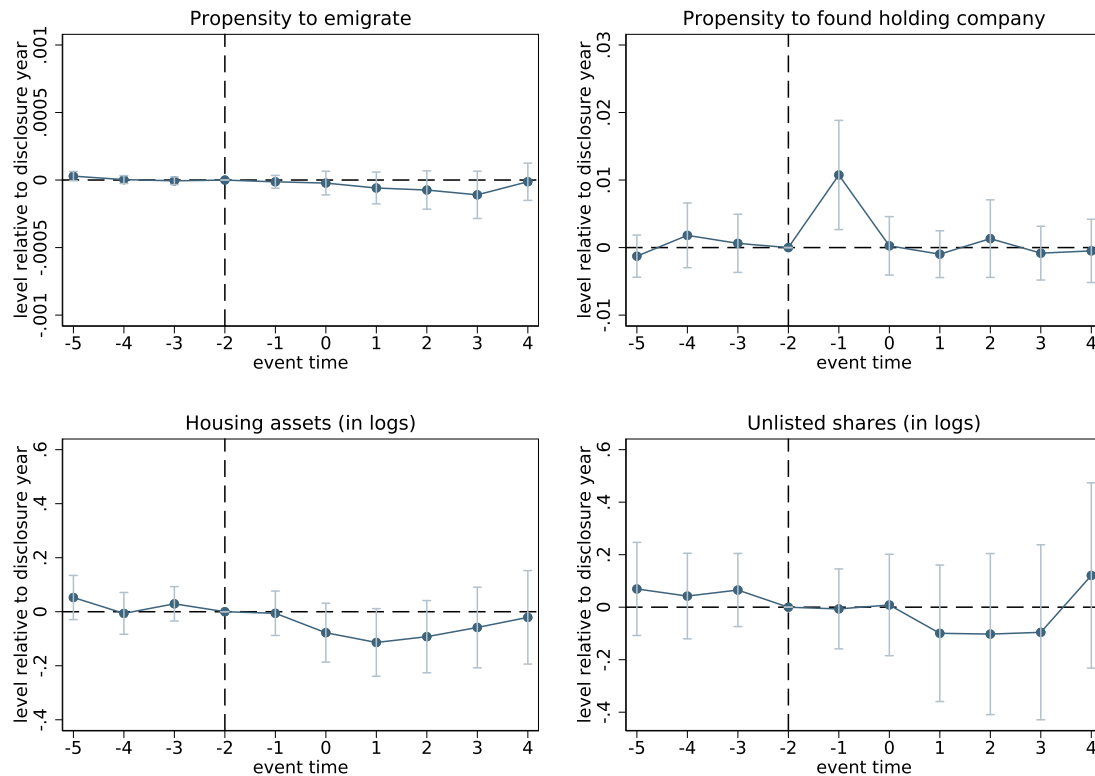 Propensity to emigrate
level relative to disclosure year
.001
.0005
0
-.0005
-.001
-5 -4 -3 -2 -1 0 1 2 3 4
event time
Propensity to found holding company
level relative to disclosure year
.03
.02
.01
0
-.01
-5 -4 -3 -2 -1 0 1 2 3 4
event time
Housing assets (in logs)
level relative to disclosure year
.6
.4
.2
0
-.2
-.4
-5 -4 -3 -2 -1 0 1 2 3 4
event time
Unlisted shares (in logs)
level relative to disclosure year
.6
.4
.2
0
-.2
-.4
-5 -4 -3 -2 -1 0 1 2 3 4
event time